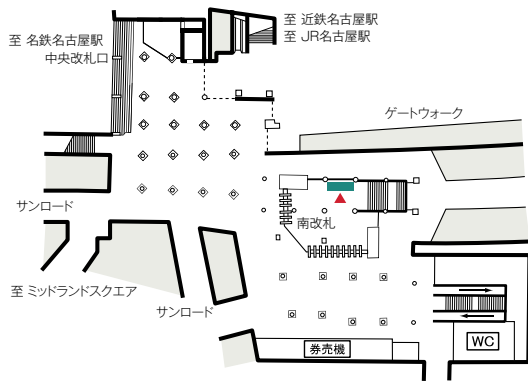 至 近鉄名古屋駅
至 JR名古屋駅
至 名鉄名古屋駅
中央改札口
ゲートウォーク
サンロード
南改札
至 ミッドランドスクエア
サンロード
券売機
WC